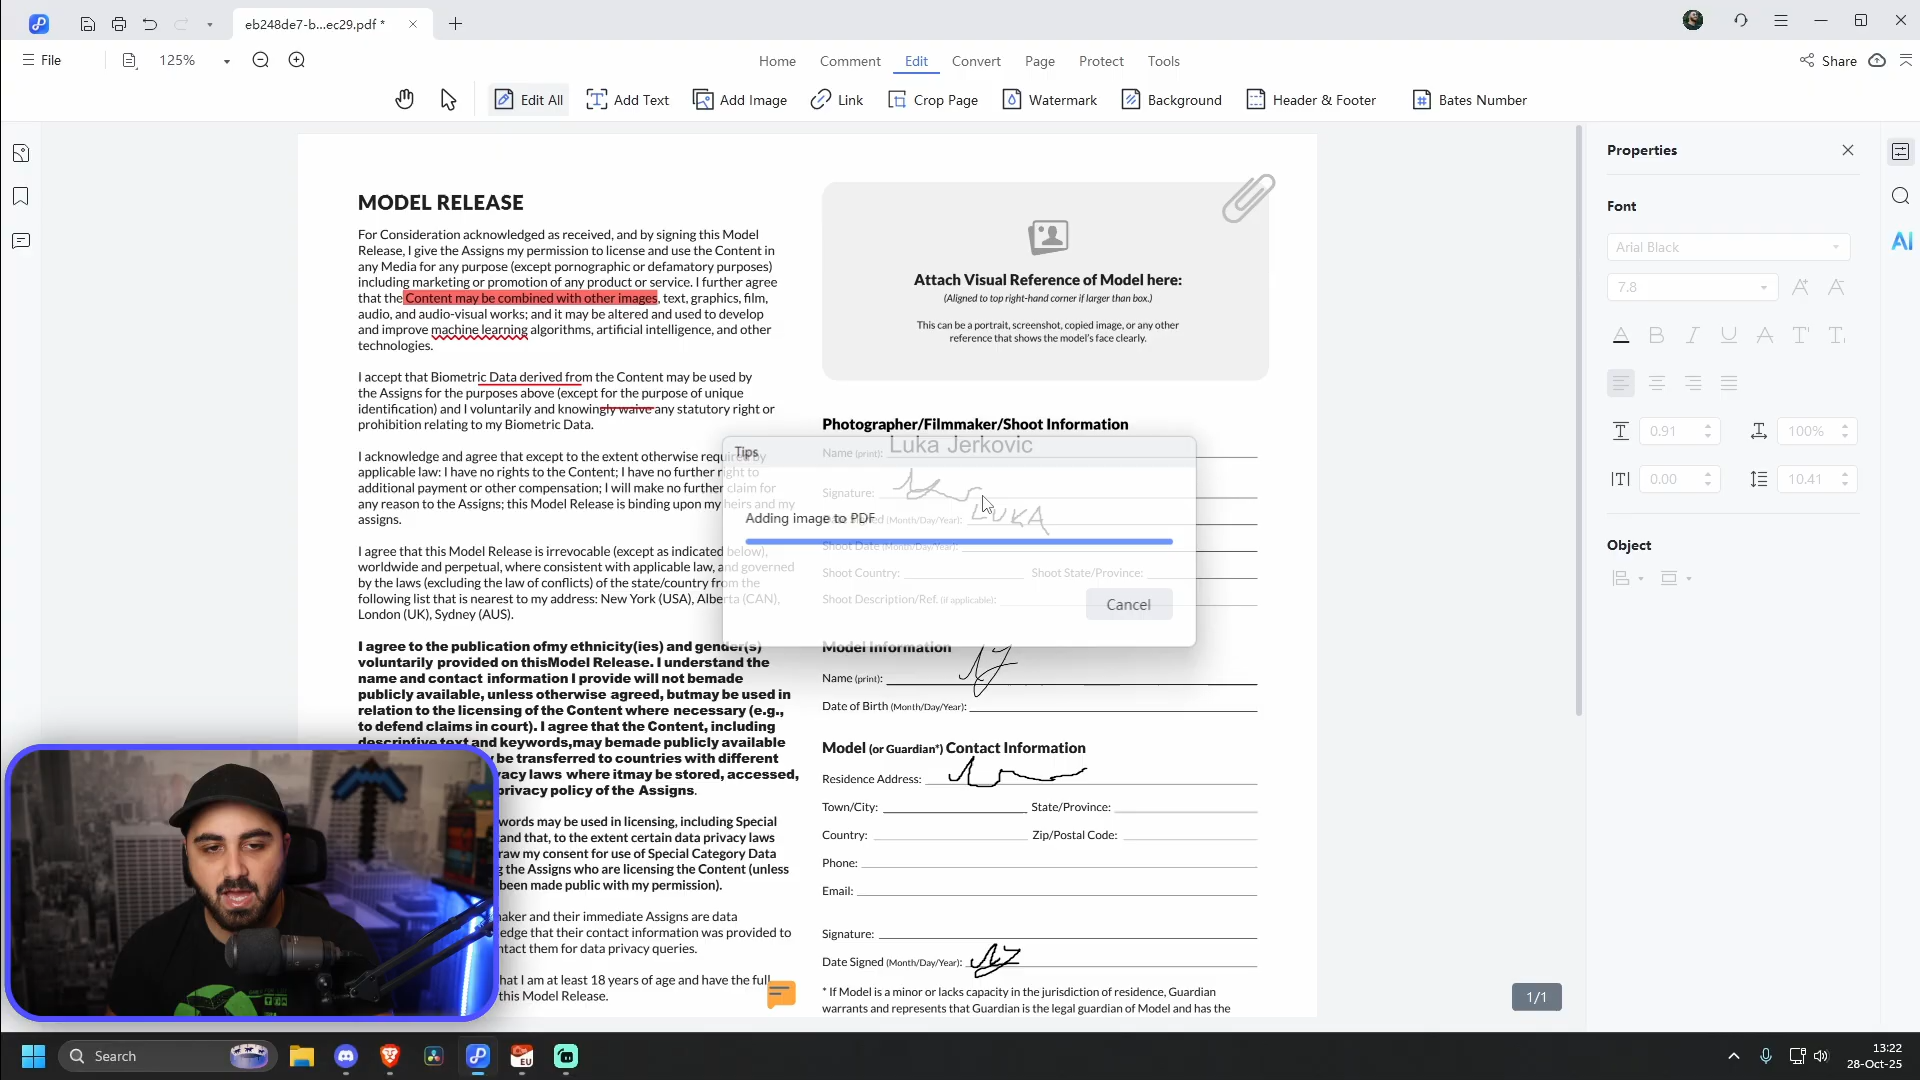 eb248de7-b...ec29.pdf *
File
125%
Home
Comment
Edit
Convert
Page
Protect
Tools
Share
Edit All
Add Text
Add Image
Link
Crop Page
Watermark
Background
Header & Footer
Bates Number
MODEL RELEASE
For Consideration acknowledged as received, and by signing this Model
Release, I give the Assigns my permission to license and use the Content in
any Media for any purpose (except pornographic or defamatory purposes)
including marketing or promotion of any product or service. I further agree
that the Content may be combined with other images, text, graphics, film,
audio, and audio-visual works; and it may be altered and used to develop
and improve machine learning algorithms, artificial intelligence, and other
technologies.
I accept that Biometric Data derived from the Content may be used by
the Assigns for the purposes above (except for the purpose of unique
identification) and I voluntarily and knowingly waive any statutory right or
prohibition relating to my Biometric Data.
I acknowledge and agree that except to the extent otherwise required by
applicable law: I have no rights to the Content; I have no further right to
additional payment or other compensation; I will make no further claim for
any reason to the Assigns; this Model Release is binding upon my heirs and my
assigns.
I agree that this Model Release is irrevocable (except as indicated below),
worldwide and perpetual, where consistent with applicable law, and governed
by the laws (excluding the law of conflicts) of the state/country from the
following list that is nearest to my address: New York (USA), Alberta (CAN),
London (UK), Sydney (AUS).
I agree to the publication ofmy ethnicity(ies) and gender(s)
voluntarily provided on thisModel Release. I understand the
name and contact information I provide will not bemade
publicly available, unless otherwise agreed, butmay be used in
relation to the licensing of the Content where necessary (e.g.,
to defend claims in court). I agree that the Content, including
descriptive text and keywords,may bemade publicly available
be transferred to countries with different
vacy laws where itmay be stored, accessed,
privacy policy of the Assigns.
words may be used in licensing, including Special
and that, to the extent certain data privacy laws
raw my consent for use of Special Category Data
g the Assigns who are licensing the Content (unless
been made public with my permission).
maker and their immediate Assigns are data
edge that their contact information was provided to
ntact them for data privacy queries.
hat I am at least 18 years of age and have the full
this Model Release.
Attach Visual Reference of Model here:
(Aligned to top right-hand corner if larger than box.)
This can be a portrait, screenshot, copied image, or any other
reference that shows the model's face clearly.
Photographer/Filmmaker/Shoot Information
Name (print): Luka Jerkovic
Signature:
Signed (Month/Day/Year): LUKA
Shoot Date (Month/Day/Year):
Shoot Country:
Shoot State/Province:
Shoot Description/Ref. (if applicable):
Tips
Adding image to PDF
Cancel
Model Information
Name (print):
Date of Birth (Month/Day/Year):
Model (or Guardian*) Contact Information
Residence Address:
Town/City:
State/Province:
Country:
Zip/Postal Code:
Phone:
Email:
Signature:
Date Signed (Month/Day/Year):
* If Model is a minor or lacks capacity in the jurisdiction of residence, Guardian
warrants and represents that Guardian is the legal guardian of Model and has the
1/1
Properties
Font
Arial Black
7.8
0.91
100%
0.00
10.41
Object
AI
Search
EU
13:22
28-Oct-25